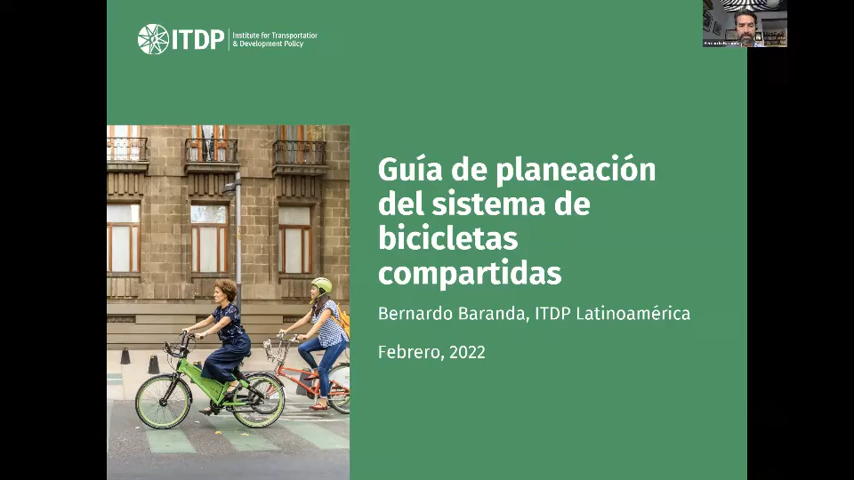 ITDP
Institute for Transportation
& Development Policy
Guía de planeación
del sistema de
bicicletas
compartidas
Bernardo Baranda, ITDP Latinoamérica
Febrero, 2022